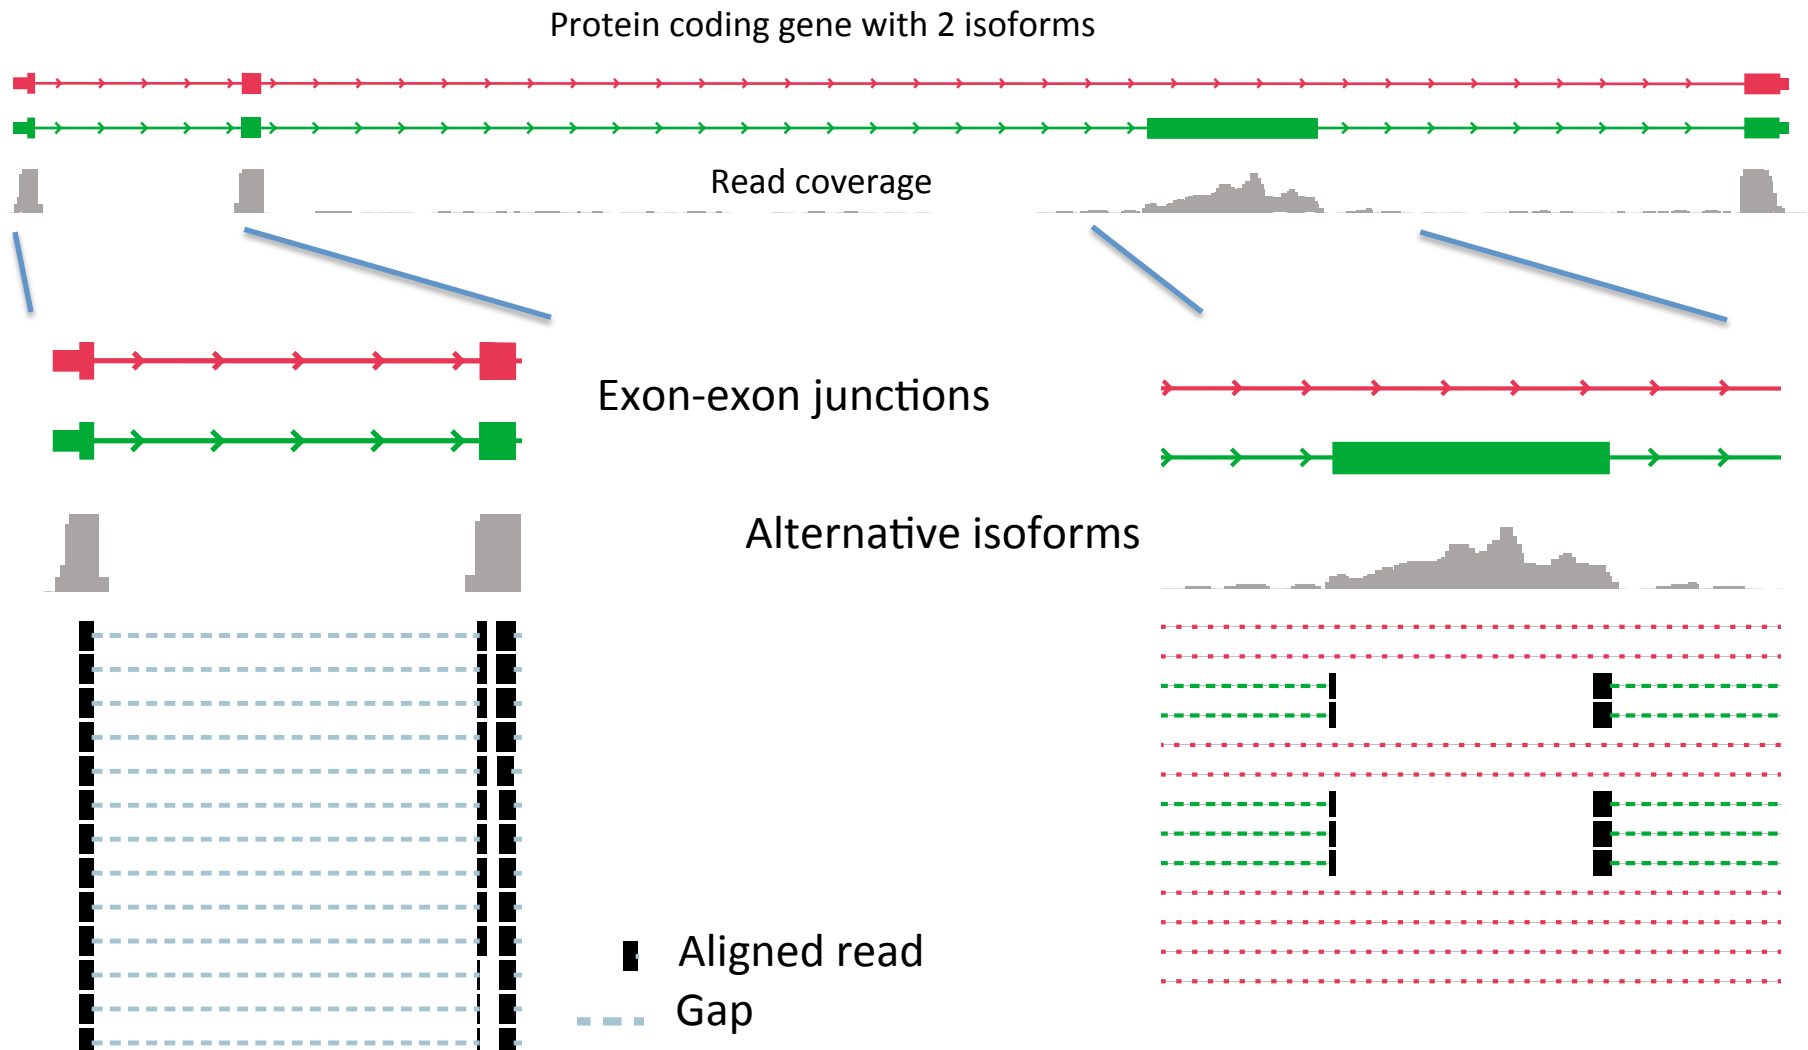 Protein coding gene with 2 isoforms
Read coverage
Exon-exon junctions
Alternative isoforms
Aligned read
Gap